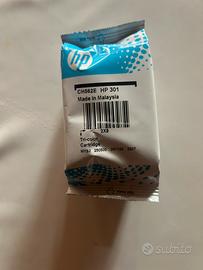 hp
CH562E HP 301
Made in Malaysia
Tri-color
Cartridge
subito